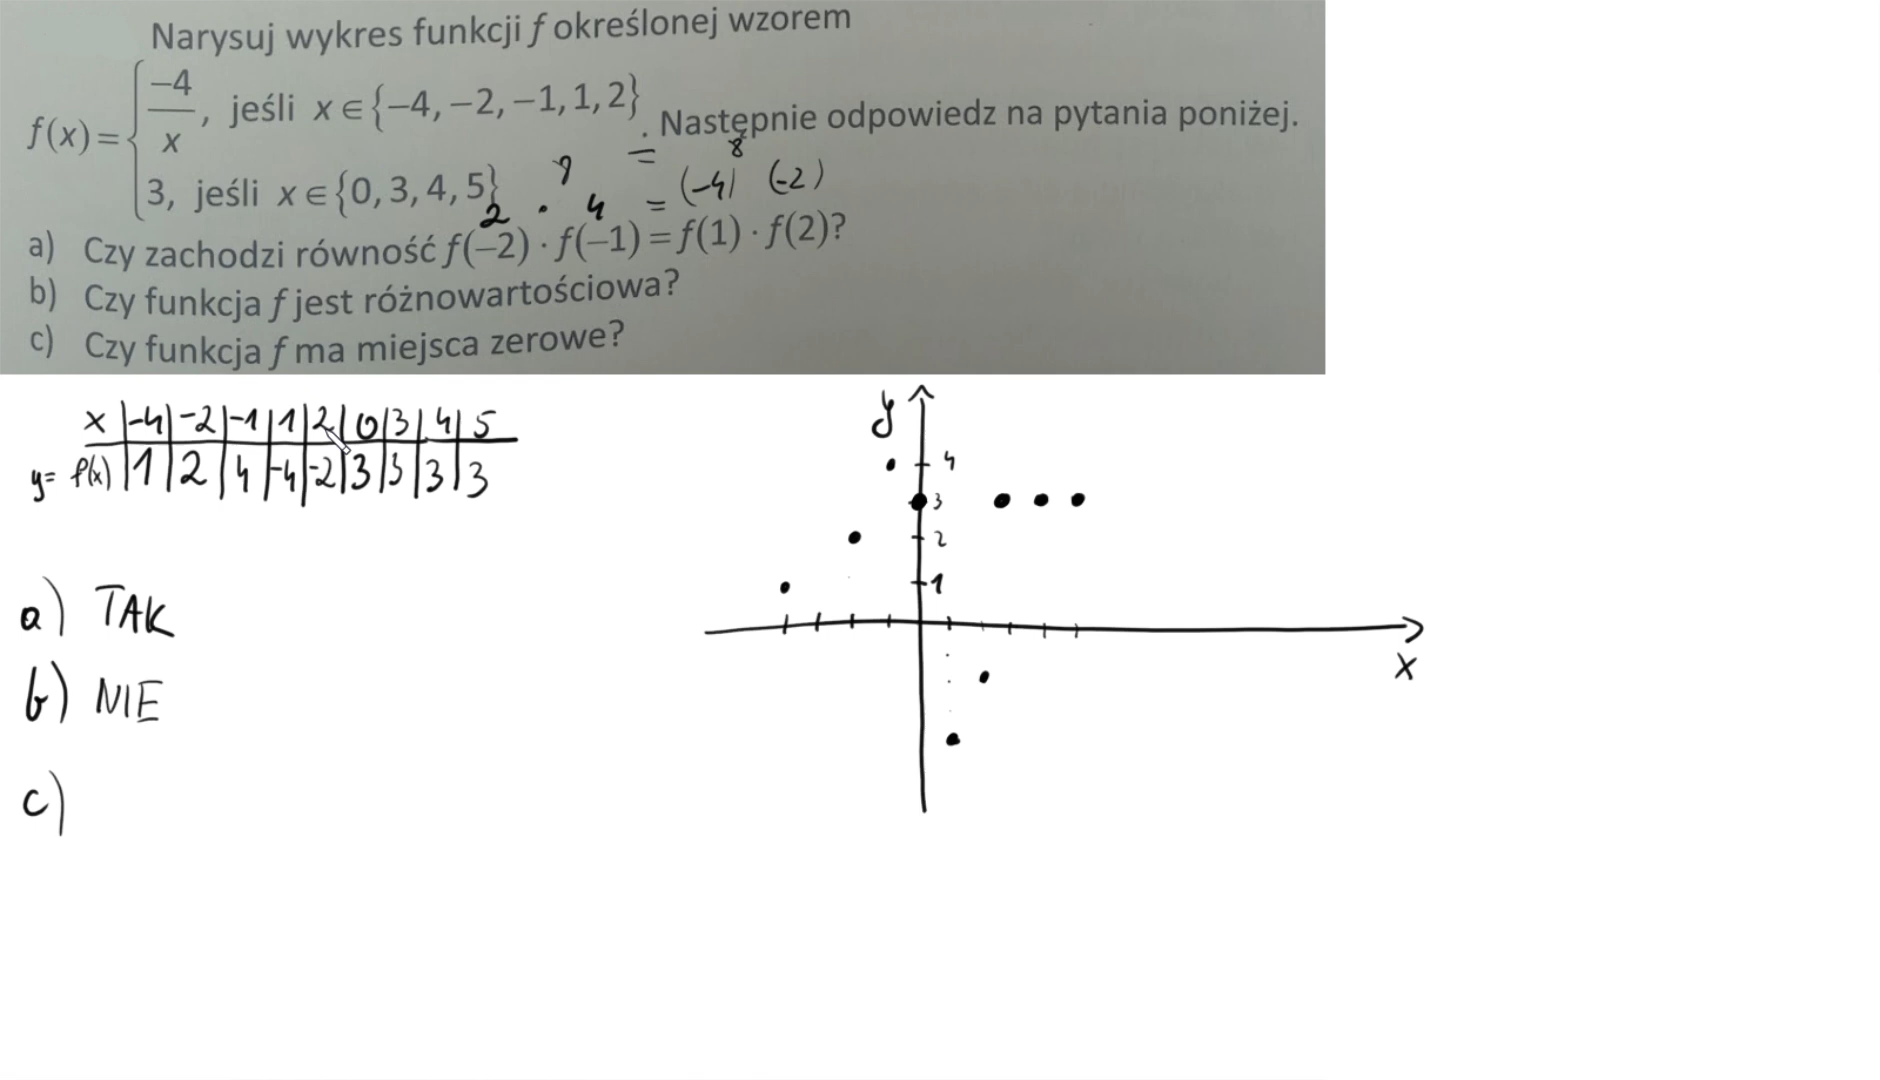 Narysuj wykres funkcji f określonej wzorem
f(x) = { −4/x, jeśli x ∈ {−4, −2, −1, 1, 2}
3, jeśli x ∈ {0, 3, 4, 5} . Następnie odpowiedz na pytania poniżej.
8 = 8
2 · 4 = (-4) (-2)
a) Czy zachodzi równość f(−2) · f(−1) = f(1) · f(2)?
b) Czy funkcja f jest różnowartościowa?
c) Czy funkcja f ma miejsca zerowe?
x | -4 | -2 | -1 | 1 | 2 | 0 | 3 | 4 | 5
y= f(x) | 1 | 2 | 4 | -4 | -2 | 3 | 3 | 3 | 3
a) TAK
b) NIE
c)
y
4
3
2
1
x